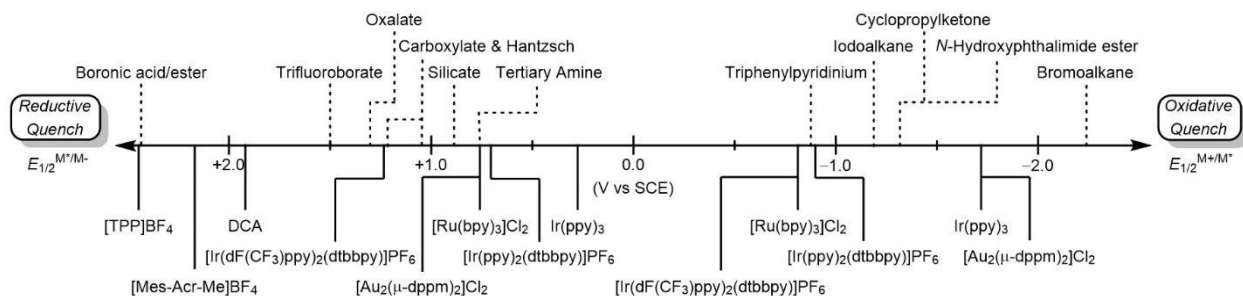 Oxalate
Cyclopropylketone
Carboxylate & Hantzsch
Iodoalkane
N-Hydroxyphthalimide ester
Boronic acid/ester
Trifluoroborate
Silicate
Tertiary Amine
Triphenylpyridinium
Bromoalkane
Reductive
Quench
Oxidative
Quench
E1/2 M*/M-
+2.0
+1.0
0.0
−1.0
−2.0
E1/2 M+/M*
(V vs SCE)
[TPP]BF4
DCA
[Ru(bpy)3]Cl2
Ir(ppy)3
[Ru(bpy)3]Cl2
Ir(ppy)3
[Ir(dF(CF3)ppy)2(dtbbpy)]PF6
[Ir(ppy)2(dtbbpy)]PF6
[Ir(ppy)2(dtbbpy)]PF6
[Mes-Acr-Me]BF4
[Au2(μ-dppm)2]Cl2
[Ir(dF(CF3)ppy)2(dtbbpy)]PF6
[Au2(μ-dppm)2]Cl2